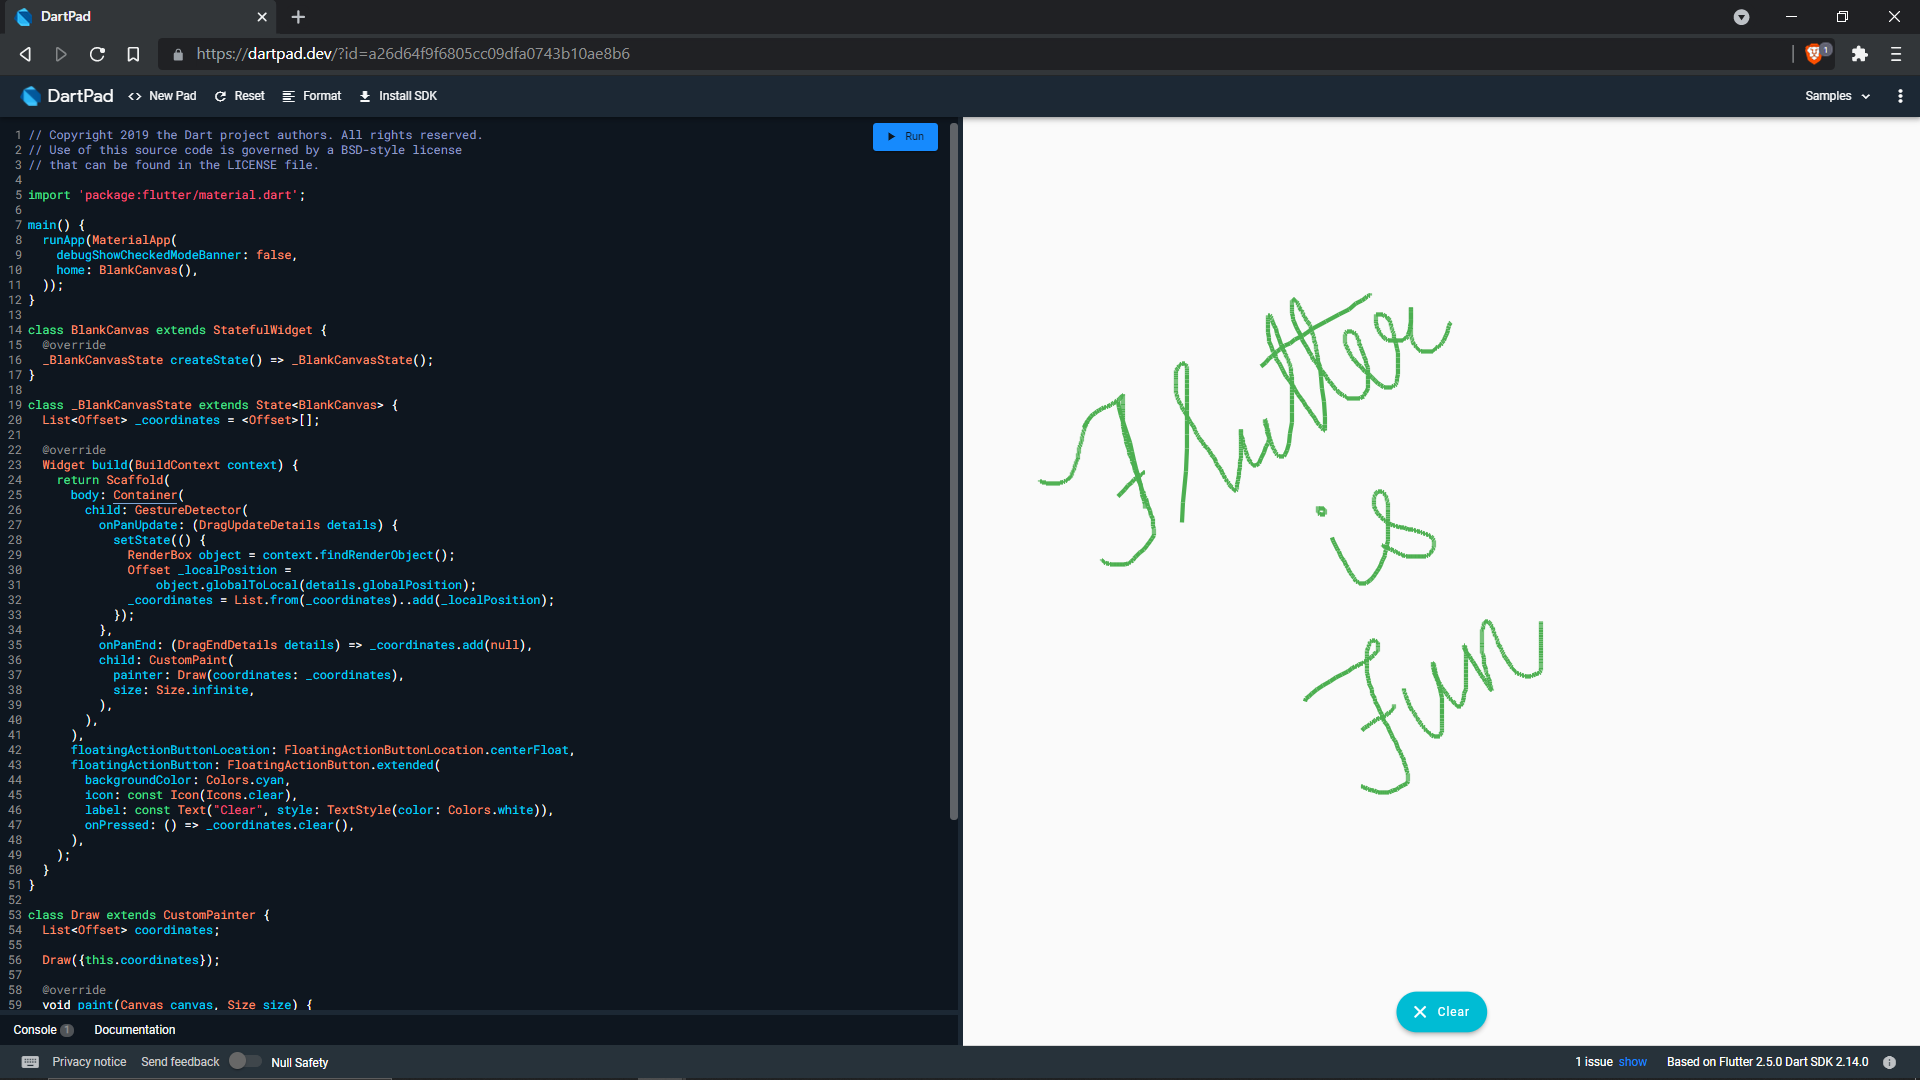 DartPad
https://dartpad.dev/?id=a26d64f9f6805cc09dfa0743b10ae8b6
1
DartPad <> New Pad Reset Format Install SDK Samples
Run
1 // Copyright 2019 the Dart project authors. All rights reserved.
2 // Use of this source code is governed by a BSD-style license
3 // that can be found in the LICENSE file.
4
5 import 'package:flutter/material.dart';
6
7 main() {
8   runApp(MaterialApp(
9     debugShowCheckedModeBanner: false,
10     home: BlankCanvas(),
11   ));
12 }
13
14 class BlankCanvas extends StatefulWidget {
15   @override
16   _BlankCanvasState createState() => _BlankCanvasState();
17 }
18
19 class _BlankCanvasState extends State<BlankCanvas> {
20   List<Offset> _coordinates = <Offset>[];
21
22   @override
23   Widget build(BuildContext context) {
24     return Scaffold(
25       body: Container(
26         child: GestureDetector(
27           onPanUpdate: (DragUpdateDetails details) {
28             setState(() {
29               RenderBox object = context.findRenderObject();
30               Offset _localPosition =
31                   object.globalToLocal(details.globalPosition);
32               _coordinates = List.from(_coordinates)..add(_localPosition);
33             });
34           },
35           onPanEnd: (DragEndDetails details) => _coordinates.add(null),
36           child: CustomPaint(
37             painter: Draw(coordinates: _coordinates),
38             size: Size.infinite,
39           ),
40         ),
41       ),
42       floatingActionButtonLocation: FloatingActionButtonLocation.centerFloat,
43       floatingActionButton: FloatingActionButton.extended(
44         backgroundColor: Colors.cyan,
45         icon: const Icon(Icons.clear),
46         label: const Text("Clear", style: TextStyle(color: Colors.white)),
47         onPressed: () => _coordinates.clear(),
48       ),
49     );
50   }
51 }
52
53 class Draw extends CustomPainter {
54   List<Offset> coordinates;
55
56   Draw({this.coordinates});
57
58   @override
59   void paint(Canvas canvas, Size size) {
Flutter
is
Fun
Clear
Console 1 Documentation
Privacy notice Send feedback Null Safety
1 issue show Based on Flutter 2.5.0 Dart SDK 2.14.0